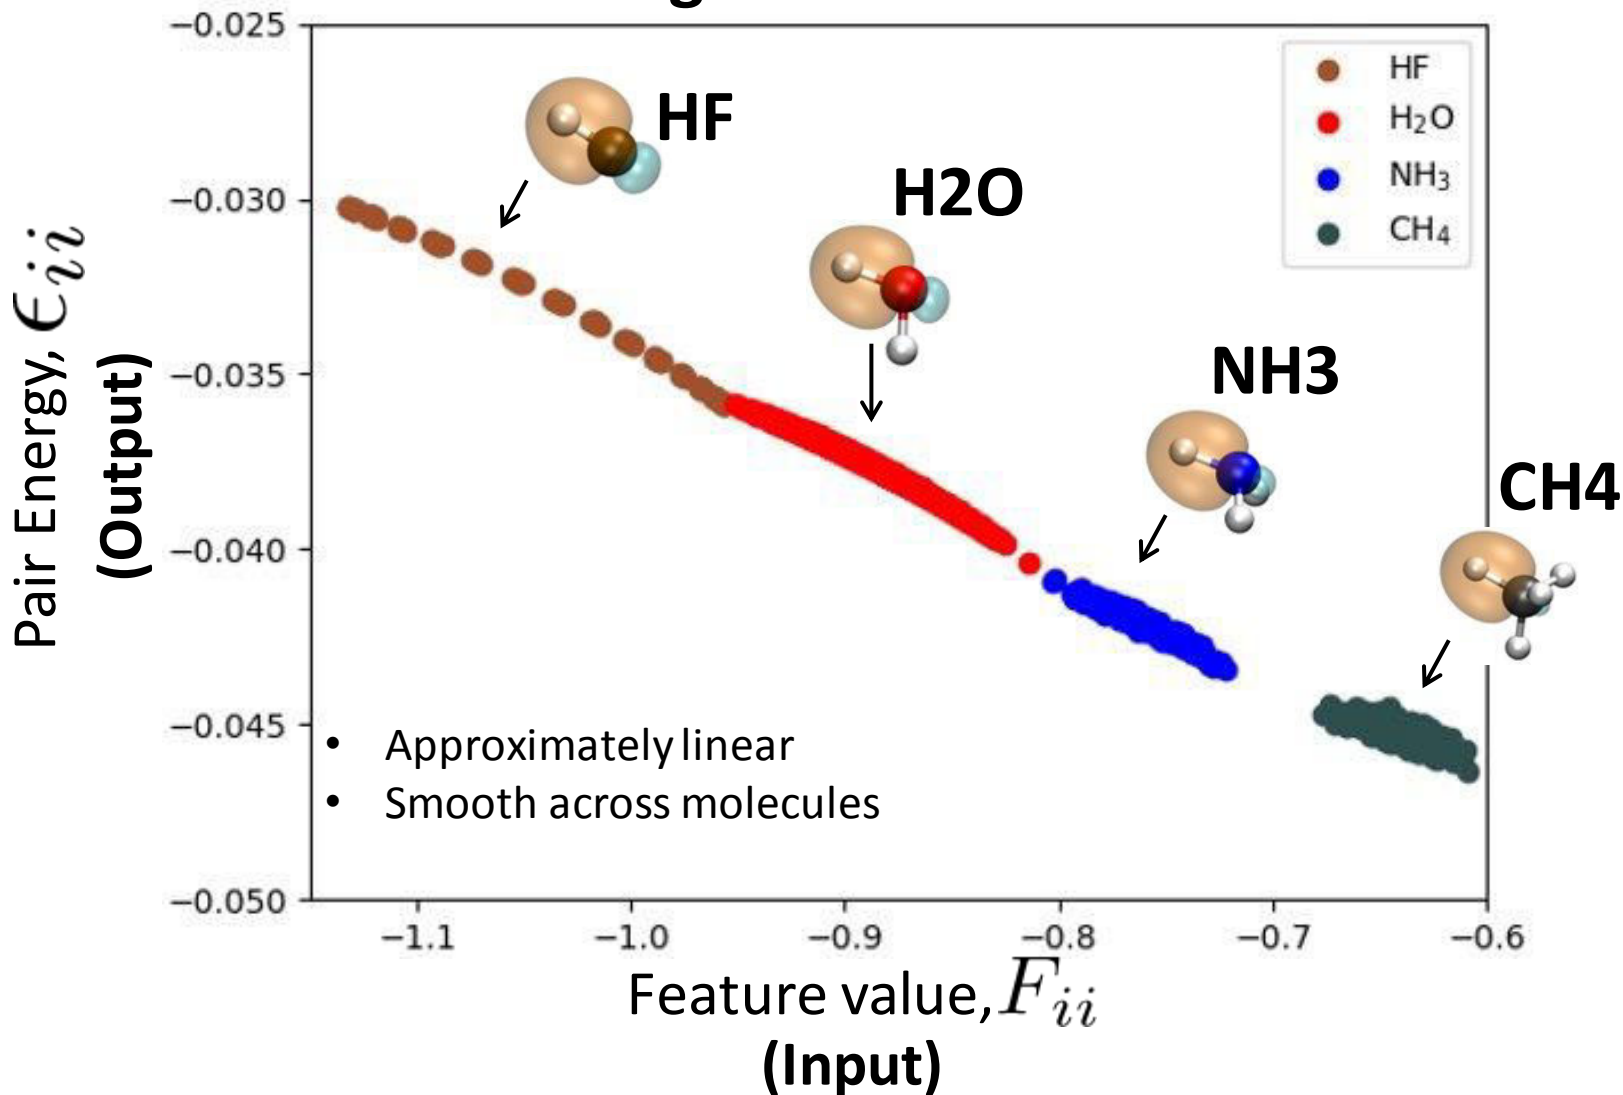 g
−0.025
−0.030
−0.035
−0.040
−0.045
−0.050
Pair Energy, ϵii
(Output)
HF
H2O
NH3
CH4
HF
H₂O
NH₃
CH₄
• Approximately linear
• Smooth across molecules
−1.1 −1.0 −0.9 −0.8 −0.7 −0.6
Feature value, Fii
(Input)